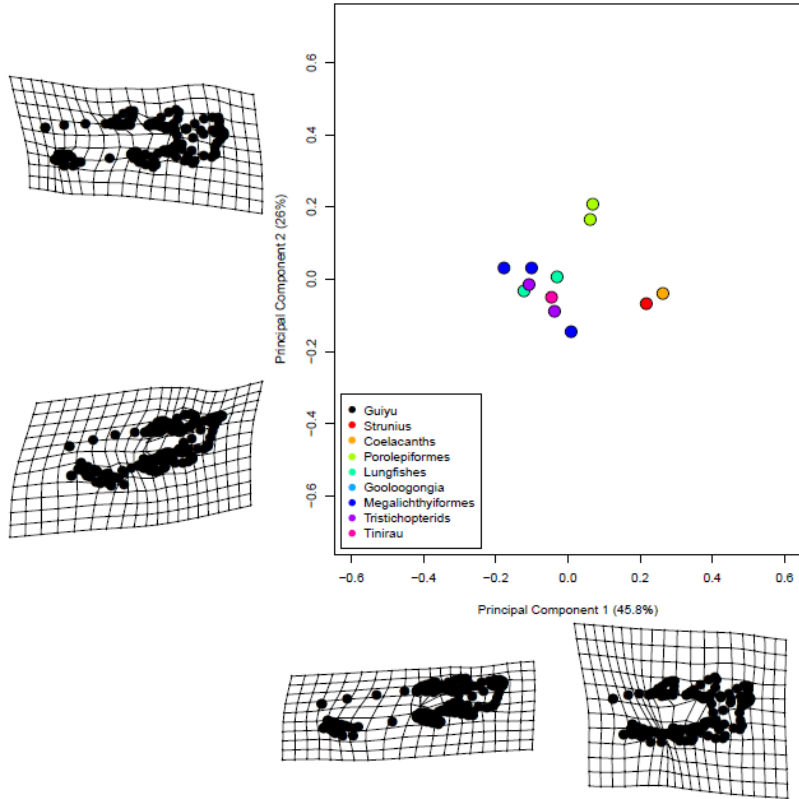 0.6
0.4
0.2
0.0
−0.2
−0.4
−0.6
Principal Component 2 (26%)
Guiyu
Strunius
Coelacanths
Porolepiformes
Lungfishes
Gooloogongia
Megalichthyiformes
Tristichopterids
Tinirau
−0.6 −0.4 −0.2 0.0 0.2 0.4 0.6
Principal Component 1 (45.8%)